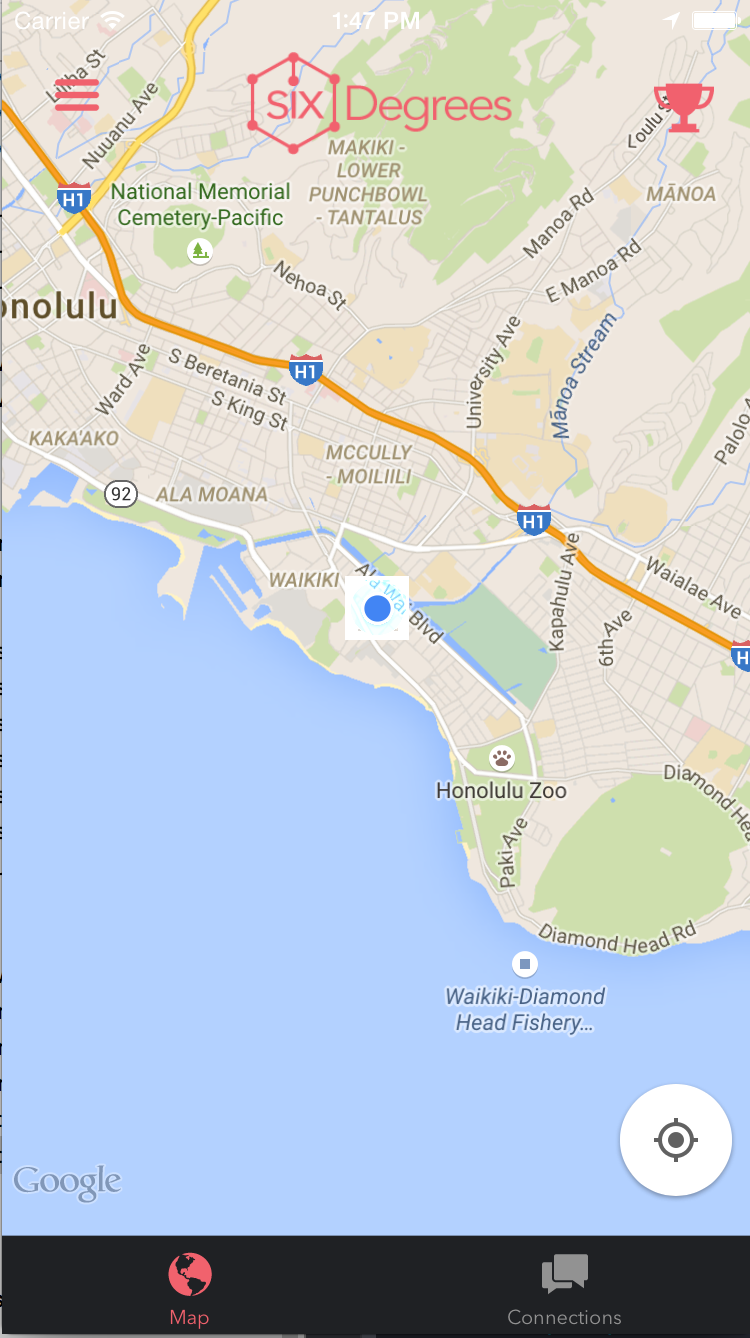 Carrier
1:47 PM
Liliha St
Nuuanu Ave
SIX Degrees
Koulu St
MAKIKI -
LOWER
PUNCHBOWL
- TANTALUS
MĀNOA
H1
National Memorial
Cemetery-Pacific
Manoa Rd
E Manoa Rd
Nehoa St
onolulu
University Ave
Mānoa Stream
H1
Ward Ave
S Beretania St
S King St
Palolo A
KAKA'AKO
MCCULLY
- MOILIILI
92
ALA MOANA
H1
WAIKIKI
Blvd
Kapahulu Ave
Waialae Ave
6th Ave
H
Honolulu Zoo
Diamond Hea
Paki Ave
Diamond Head Rd
Waikiki-Diamond
Head Fishery...
Google
Map
Connections